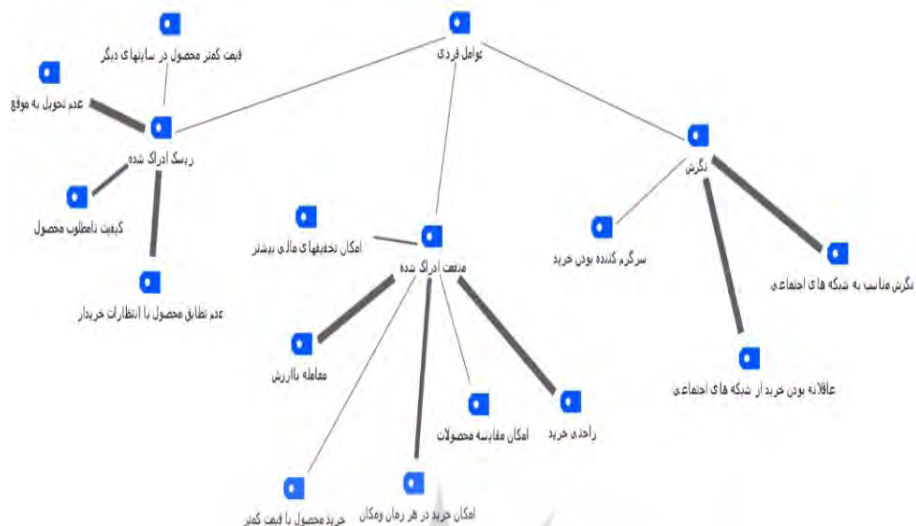 عوامل فردی
قیمت کمتر محصول در سایتهای دیگر
عدم تحویل به موقع
ریسک ادراک شده
نگرش
کیفیت نامطلوب محصول
امکان تخفیفهای مالی بیشتر
سرگرم کننده بودن خرید
منفعت ادراک شده
نگرش مناسب به شبکه های اجتماعی
عدم تطابق محصول با انتظارات خریدار
معامله باارزش
عاقلانه بودن خرید از شبکه های اجتماعی
راحتی خرید
امکان مقایسه محصولات
امکان خرید در هر زمان ومکان
خرید محصول با قیمت کمتر